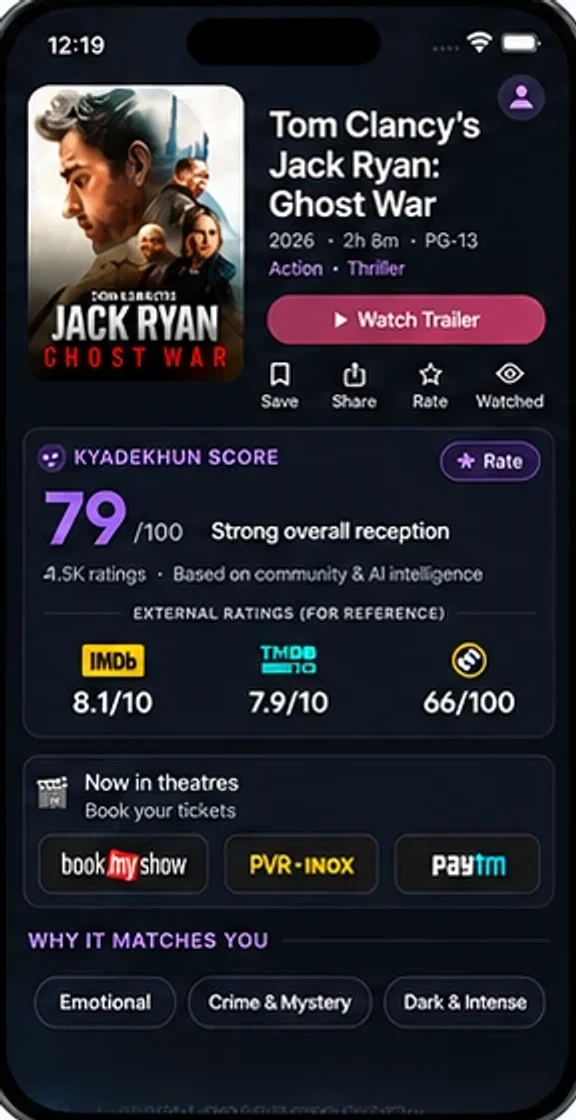 12:19
Tom Clancy's
Jack Ryan:
Ghost War
2026 · 2h 8m · PG-13
Action · Thriller
JACK RYAN
GHOST WAR
Watch Trailer
Save Share Rate Watched
KYADEKHUN SCORE
Rate
79 /100 Strong overall reception
4.5K ratings · Based on community & AI intelligence
EXTERNAL RATINGS (FOR REFERENCE)
IMDb TMDB
8.1/10 7.9/10 66/100
Now in theatres
Book your tickets
bookmyshow PVR-INOX paytm
WHY IT MATCHES YOU
Emotional Crime & Mystery Dark & Intense